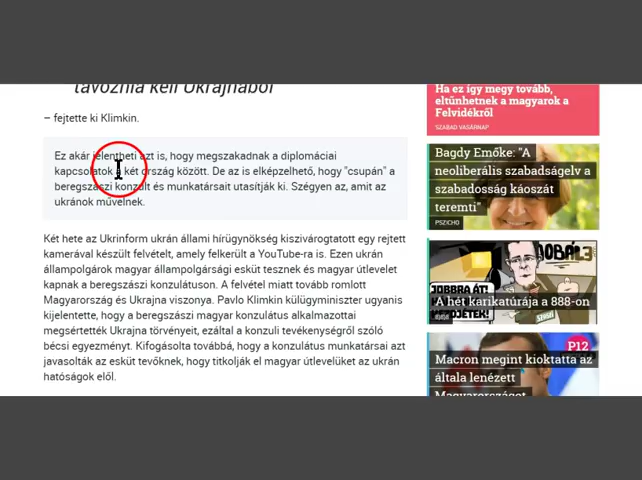 távoznia kell Ukrajnából
– fejtette ki Klimkin.
Ez akár jelentheti azt is, hogy megszakadnak a diplomáciai
kapcsolatok a két ország között. De az is elképzelhető, hogy "csupán" a
beregszászi konzult és munkatársait utasítják ki. Szégyen az, amit az
ukránok művelnek.
Két hete az Ukrinform ukrán állami hírügynökség kiszivárogtatott egy rejtett
kamerával készült felvételt, amely felkerült a YouTube-ra is. Ezen ukrán
állampolgárok magyar állampolgársági esküt tesznek és magyar útlevelet
kapnak a beregszászi konzulátuson. A felvétel miatt tovább romlott
Magyarország és Ukrajna viszonya. Pavlo Klimkin külügyminiszter ugyanis
kijelentette, hogy a beregszászi magyar konzulátus alkalmazottai
megsértették Ukrajna törvényeit, ezáltal a konzuli tevékenységről szóló
bécsi egyezményt. Kifogásolta továbbá, hogy a konzulátus munkatársai azt
javasolták az esküt tevőknek, hogy titkolják el magyar útlevelüket az ukrán
hatóságok elől.
Ha ez így megy tovább,
eltűnhetnek a magyarok a
Felvidékről
SZABAD VASÁRNAP
Bagdy Emőke: "A
neoliberális szabadságelv a
szabadosság káoszát
teremti"
PSZICHO
JOBBRA ÁT!
A hét karikatúrája a 888-on
P12
Macron megint kioktatta az
általa lenézett
Magyarországot